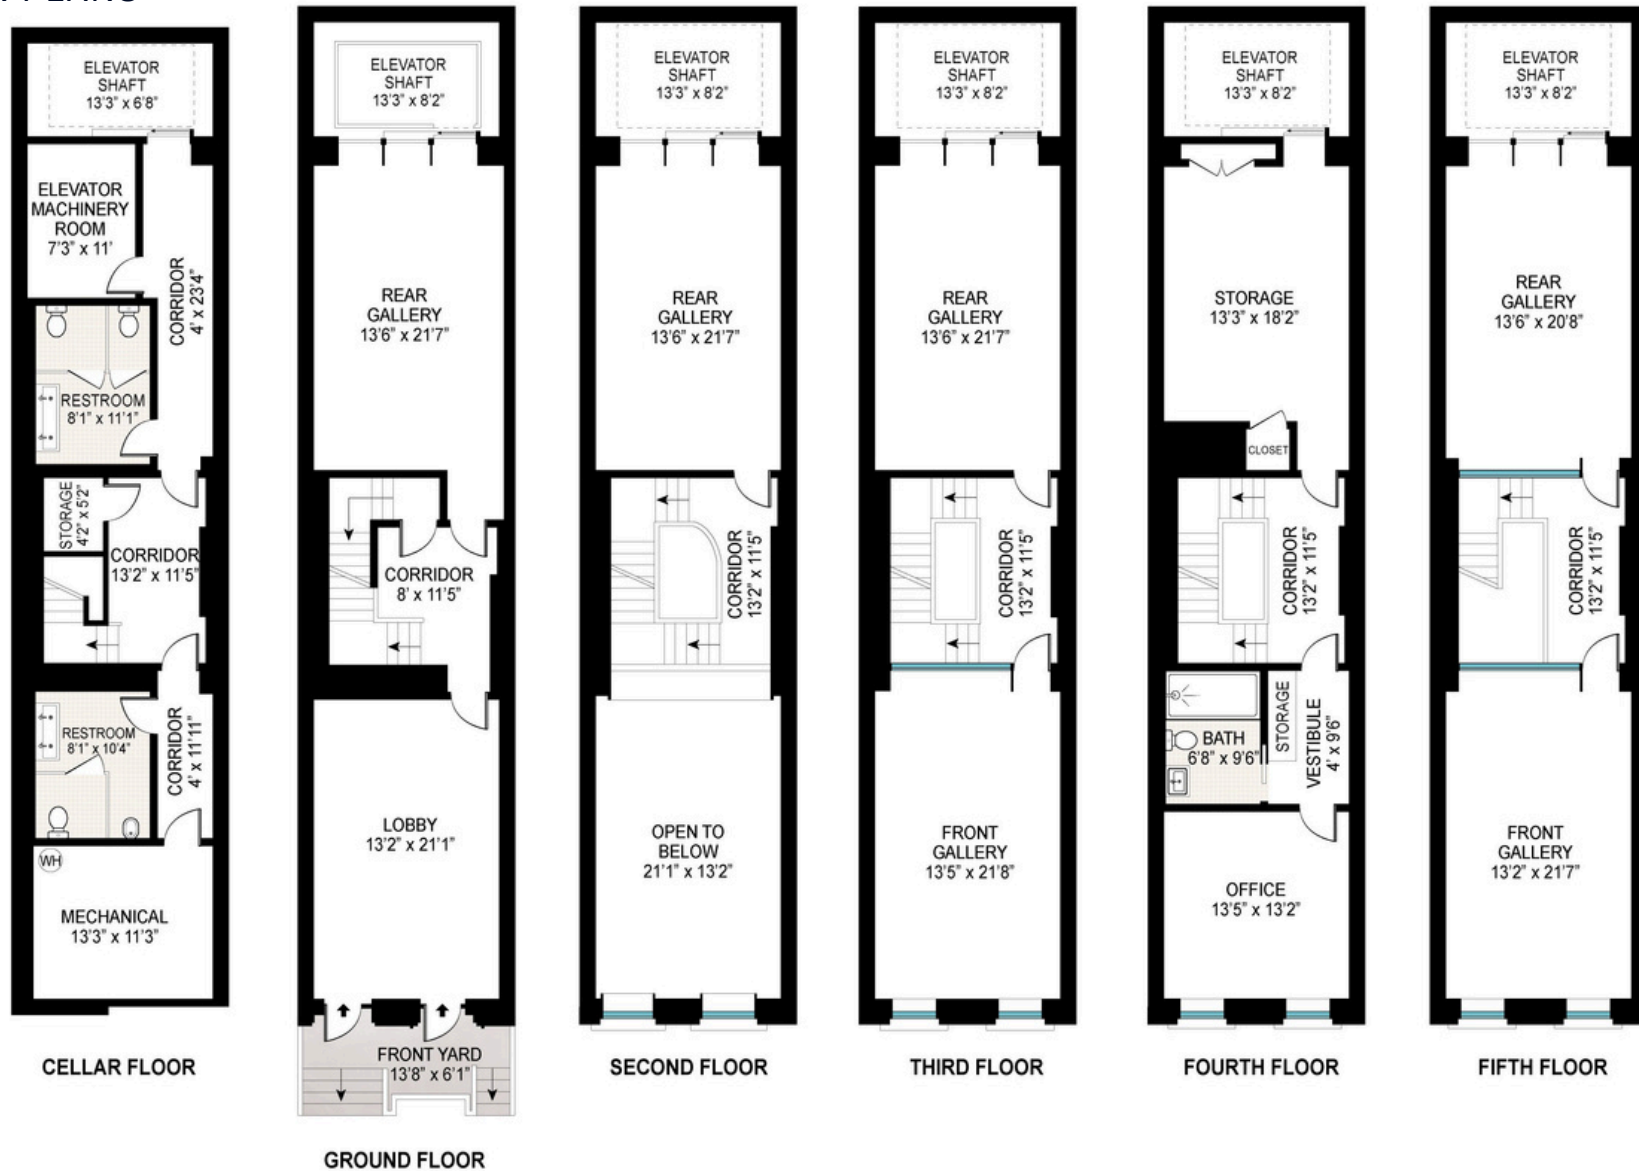 ELEVATOR
SHAFT
13'3" x 6'8"
ELEVATOR
MACHINERY
ROOM
7'3" x 11'
CORRIDOR
4' x 23'4"
RESTROOM
8'1" x 11'1"
STORAGE
4'2" x 5'2"
CORRIDOR
13'2" x 11'5"
RESTROOM
8'1" x 10'4"
CORRIDOR
4' x 11'11"
WH
MECHANICAL
13'3" x 11'3"
CELLAR FLOOR
ELEVATOR
SHAFT
13'3" x 8'2"
REAR
GALLERY
13'6" x 21'7"
CORRIDOR
8' x 11'5"
LOBBY
13'2" x 21'1"
FRONT YARD
13'8" x 6'1"
GROUND FLOOR
ELEVATOR
SHAFT
13'3" x 8'2"
REAR
GALLERY
13'6" x 21'7"
CORRIDOR
13'2" x 11'5"
OPEN TO
BELOW
21'1" x 13'2"
SECOND FLOOR
ELEVATOR
SHAFT
13'3" x 8'2"
REAR
GALLERY
13'6" x 21'7"
CORRIDOR
13'2" x 11'5"
FRONT
GALLERY
13'5" x 21'8"
THIRD FLOOR
ELEVATOR
SHAFT
13'3" x 8'2"
STORAGE
13'3" x 18'2"
CLOSET
CORRIDOR
13'2" x 11'5"
STORAGE
BATH
6'8" x 9'6"
VESTIBULE
4' x 9'6"
OFFICE
13'5" x 13'2"
FOURTH FLOOR
ELEVATOR
SHAFT
13'3" x 8'2"
REAR
GALLERY
13'6" x 20'8"
CORRIDOR
13'2" x 11'5"
FRONT
GALLERY
13'2" x 21'7"
FIFTH FLOOR